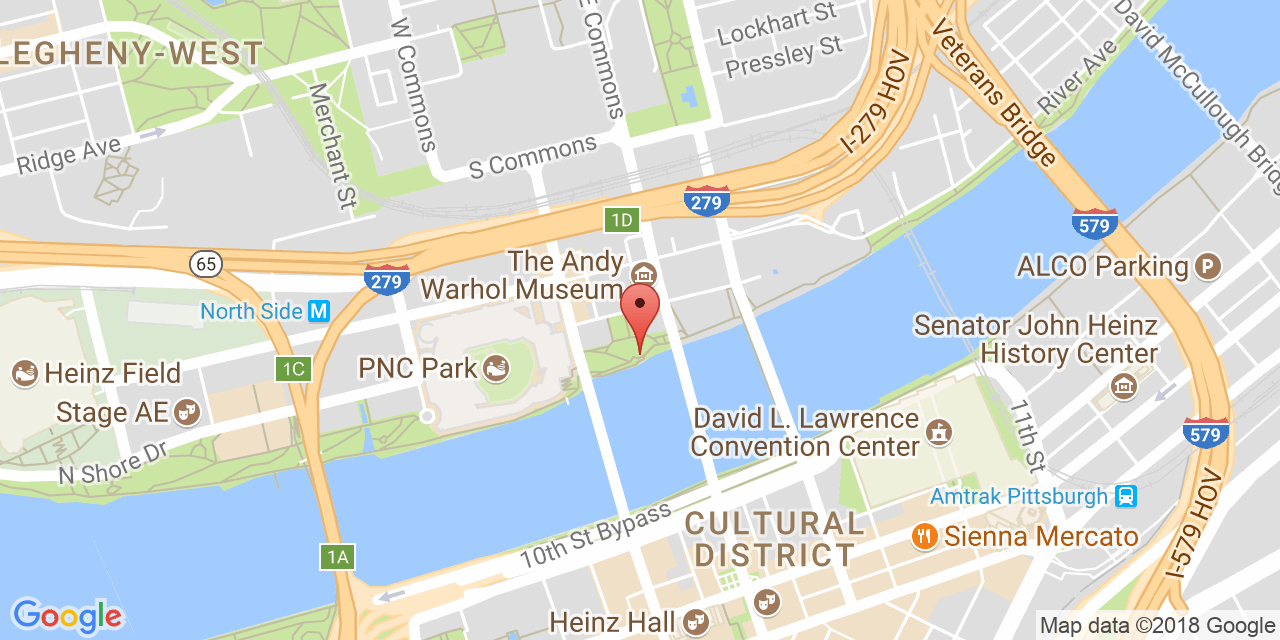 LEGHENY-WEST
W Commons
E Commons
Lockhart St
Pressley St
I-279 HOV
Veterans Bridge
River Ave
David McCullough Bridg
Merchant St
Ridge Ave
S Commons
279
1D
579
65
279
The Andy
Warhol Museum
ALCO Parking
P
North Side M
Senator John Heinz
History Center
1C
PNC Park
Heinz Field
Stage AE
N Shore Dr
David L. Lawrence
Convention Center
11th St
579
I-579 HOV
Amtrak Pittsburgh
10th St Bypass
CULTURAL
DISTRICT
Sienna Mercato
1A
Heinz Hall
Google
Map data ©2018 Google